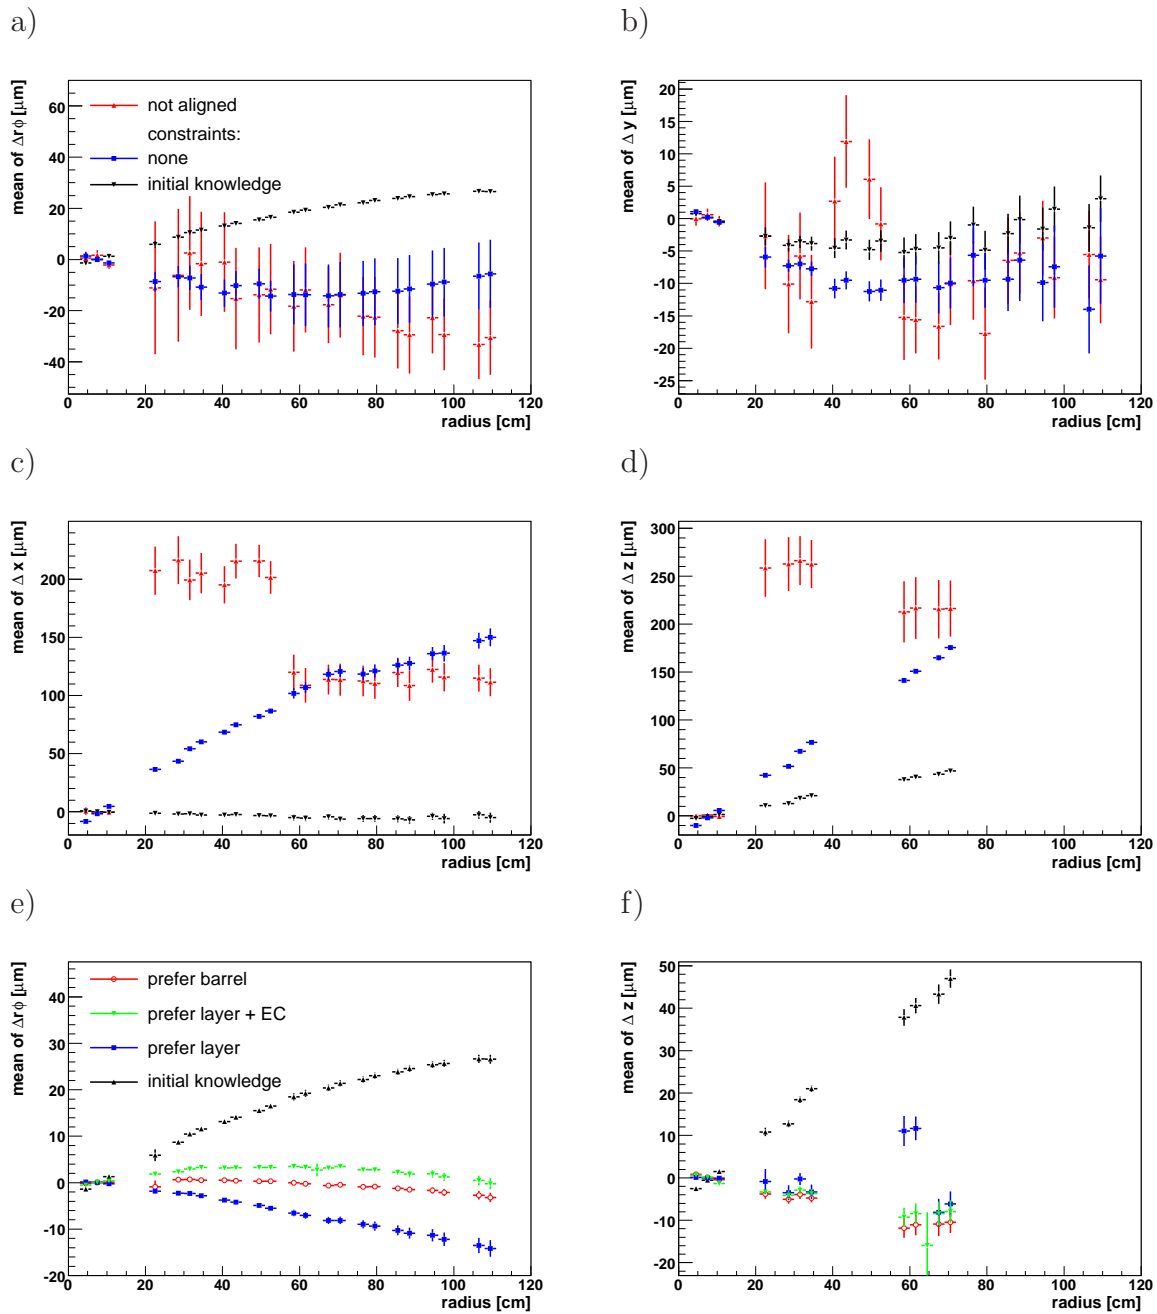 a)
mean of Δrϕ [μm]
60
40
20
0
-20
-40
not aligned
constraints:
none
initial knowledge
0 20 40 60 80 100 120
radius [cm]
b)
mean of Δ y [μm]
20
15
10
5
0
-5
-10
-15
-20
-25
0 20 40 60 80 100 120
radius [cm]
c)
mean of Δ x [μm]
200
150
100
50
0
0 20 40 60 80 100 120
radius [cm]
d)
mean of Δ z [μm]
300
250
200
150
100
50
0
0 20 40 60 80 100 120
radius [cm]
e)
mean of Δrϕ [μm]
40
30
20
10
0
-10
-20
prefer barrel
prefer layer + EC
prefer layer
initial knowledge
0 20 40 60 80 100 120
radius [cm]
f)
mean of Δ z [μm]
50
40
30
20
10
0
-10
-20
0 20 40 60 80 100 120
radius [cm]